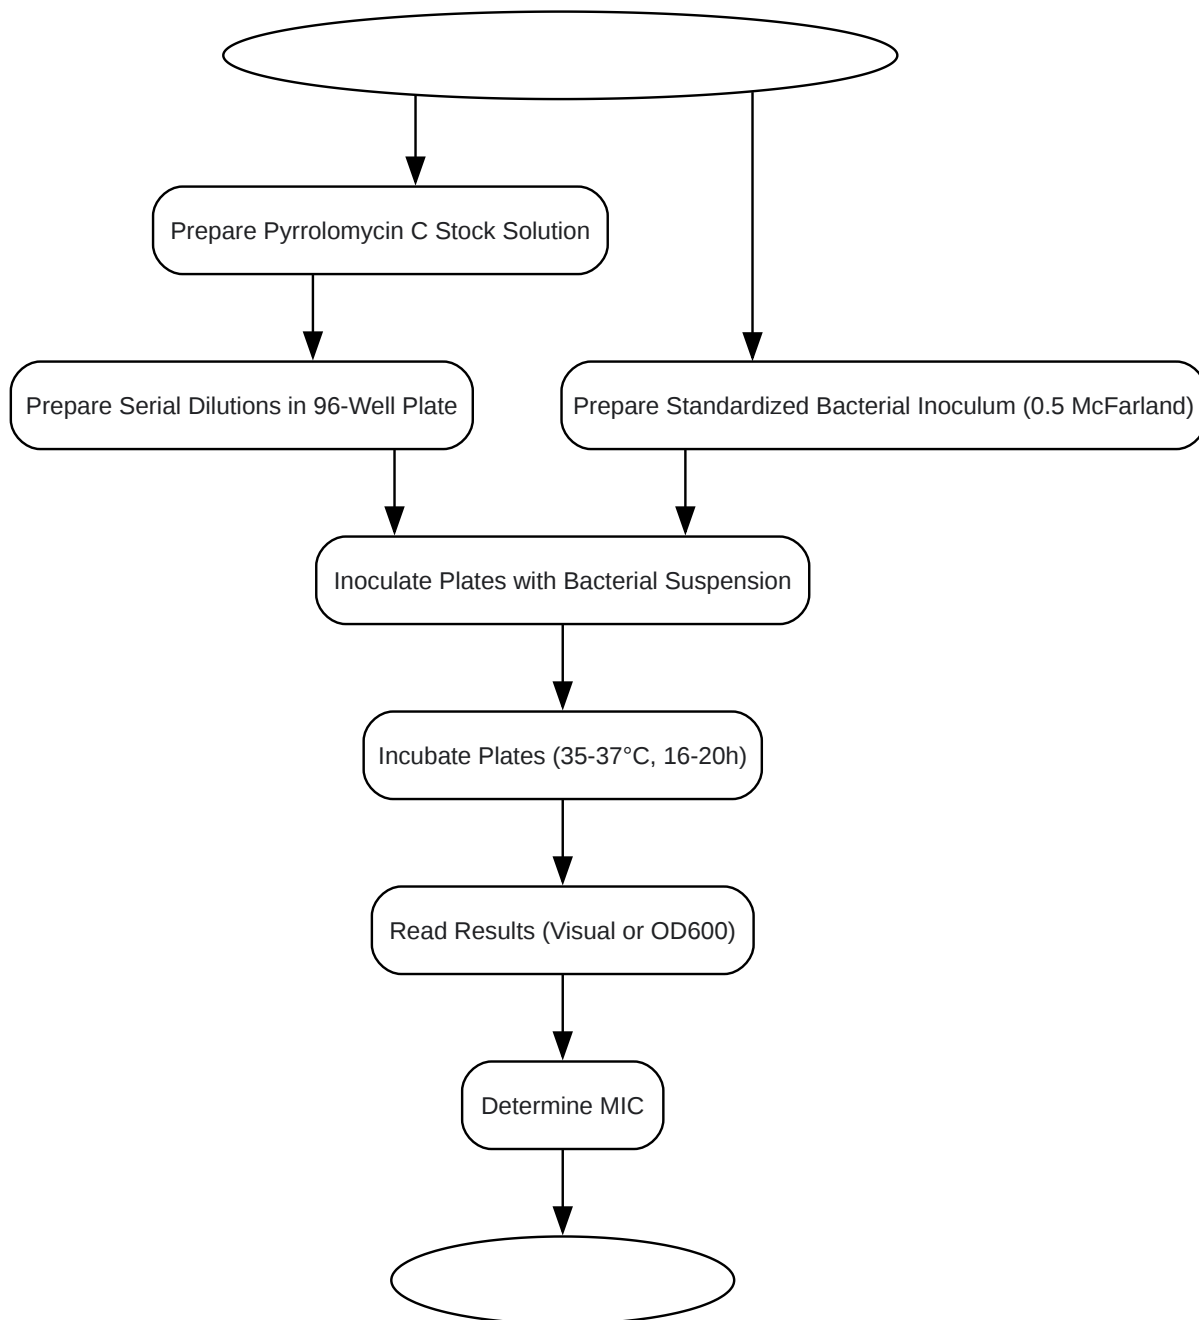 Prepare Pyrrolomycin C Stock Solution
Prepare Serial Dilutions in 96-Well Plate
Prepare Standardized Bacterial Inoculum (0.5 McFarland)
Inoculate Plates with Bacterial Suspension
Incubate Plates (35-37°C, 16-20h)
Read Results (Visual or OD600)
Determine MIC